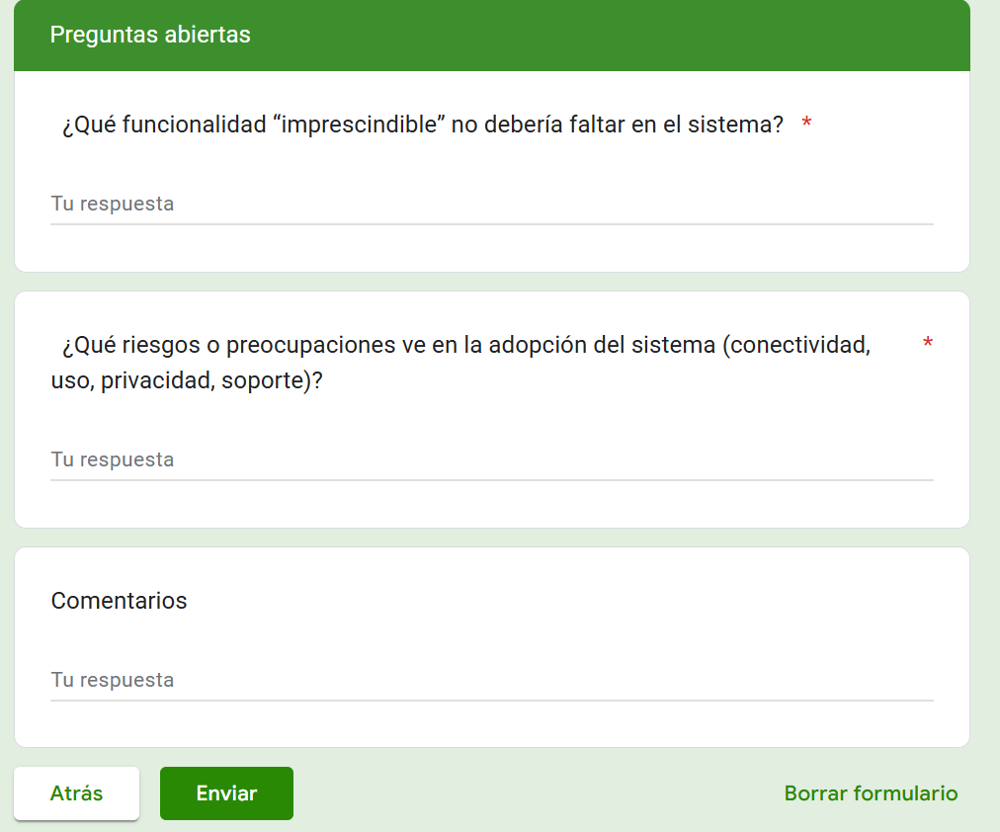 Preguntas abiertas
¿Qué funcionalidad “imprescindible” no debería faltar en el sistema? *
Tu respuesta
¿Qué riesgos o preocupaciones ve en la adopción del sistema (conectividad, *
uso, privacidad, soporte)?
Tu respuesta
Comentarios
Tu respuesta
Atrás Enviar Borrar formulario